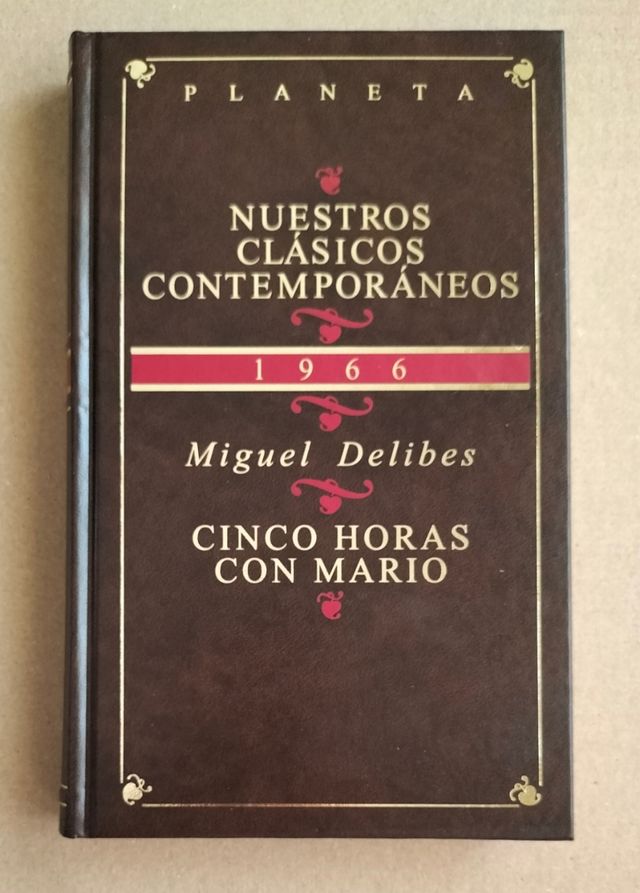 PLANETA
NUESTROS
CLÁSICOS
CONTEMPORÁNEOS
1966
Miguel Delibes
CINCO HORAS
CON MARIO